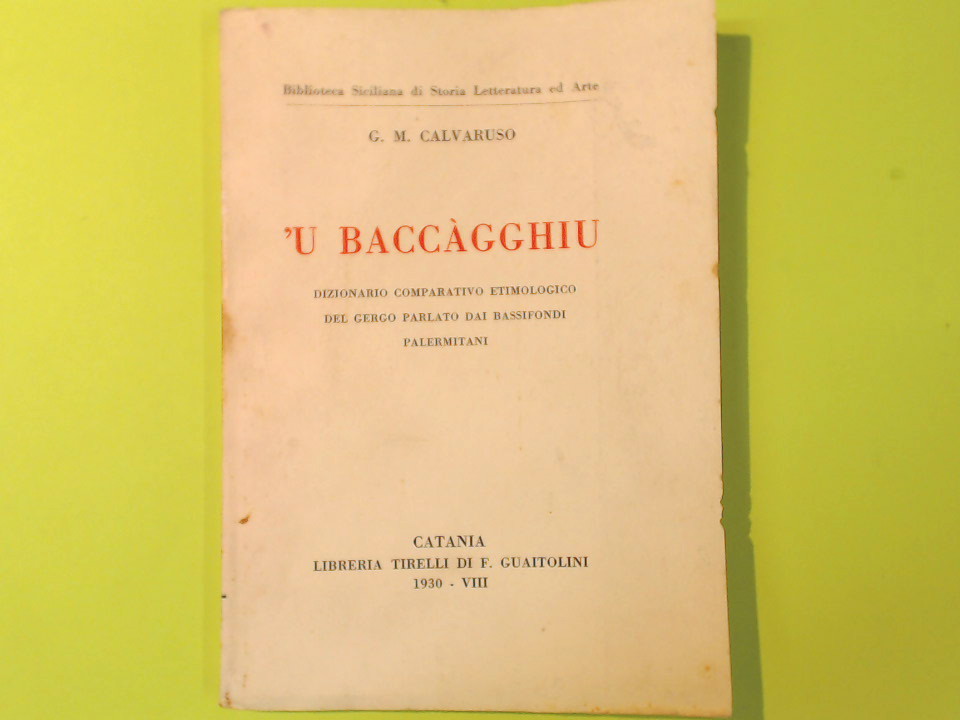 Biblioteca Siciliana di Storia Letteratura ed Arte
G. M. CALVARUSO
’U BACCÀGGHIU
DIZIONARIO COMPARATIVO ETIMOLOGICO
DEL GERGO PARLATO DAI BASSIFONDI
PALERMITANI
CATANIA
LIBRERIA TIRELLI DI F. GUAITOLINI
1930 - VIII